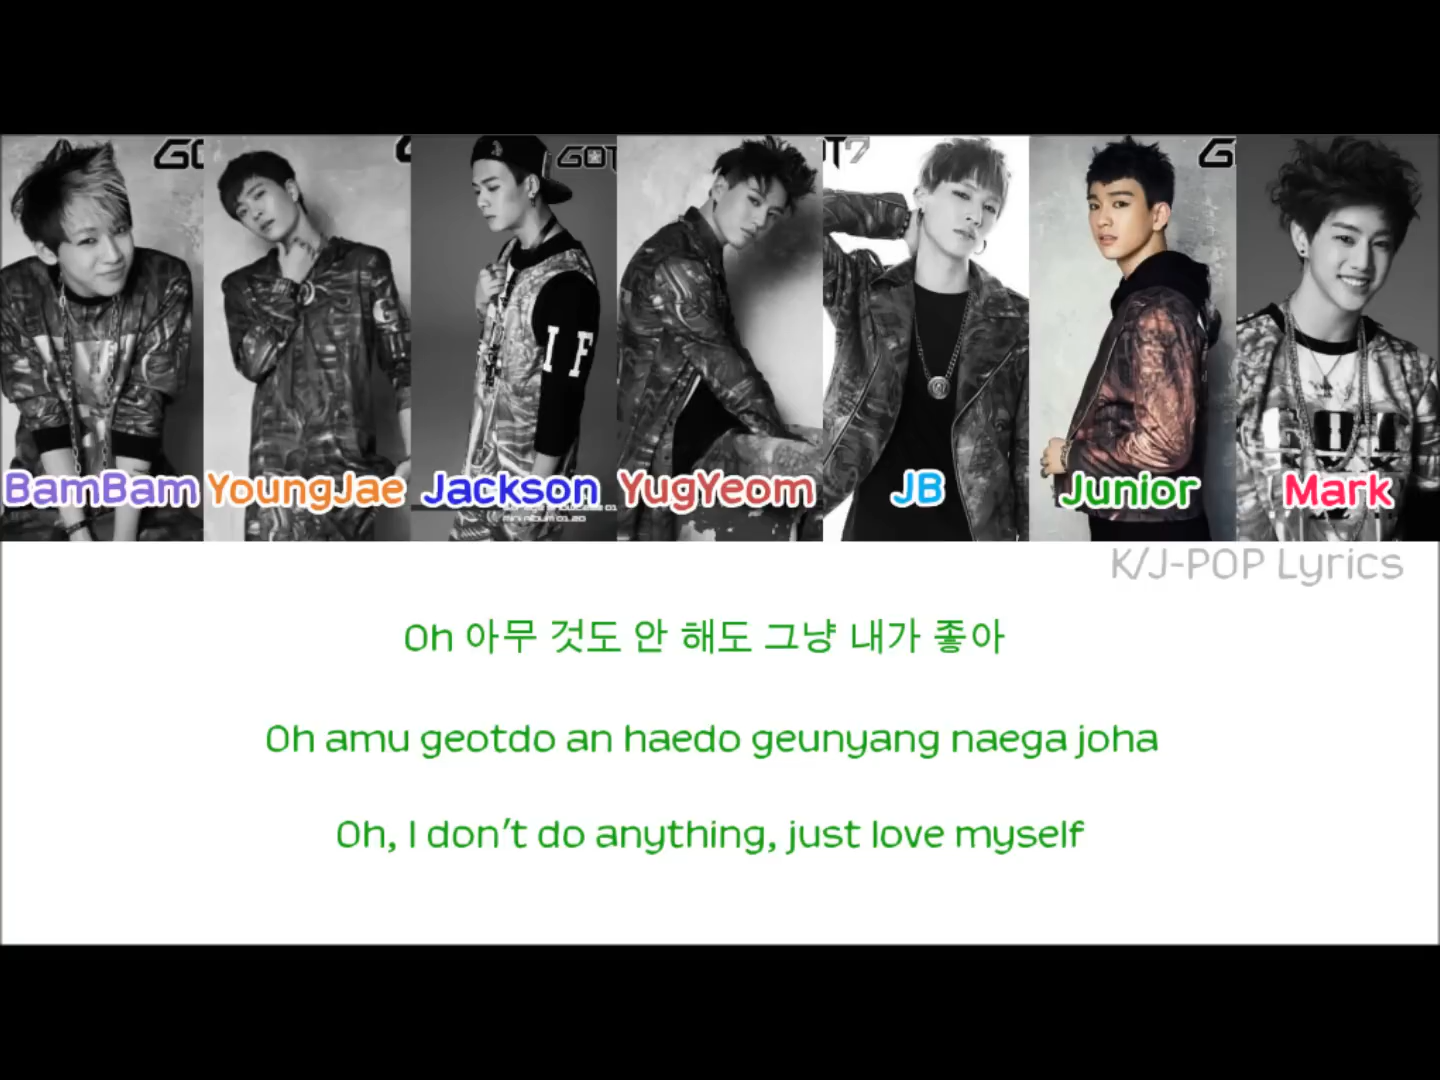 GOT
GOT7
BamBam YoungJae Jackson YugYeom JB Junior Mark
K/J-POP Lyrics
Oh 아무 것도 안 해도 그냥 내가 좋아
Oh amu geotdo an haedo geunyang naega joha
Oh, I don't do anything, just love myself